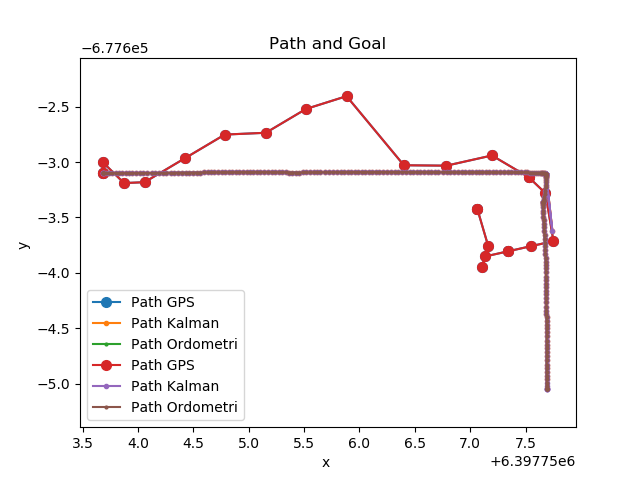 Path and Goal
−6.776e5
−2.5
−3.0
−3.5
−4.0
−4.5
−5.0
y
Path GPS
Path Kalman
Path Ordometri
Path GPS
Path Kalman
Path Ordometri
3.5 4.0 4.5 5.0 5.5 6.0 6.5 7.0 7.5
x
+6.39775e6